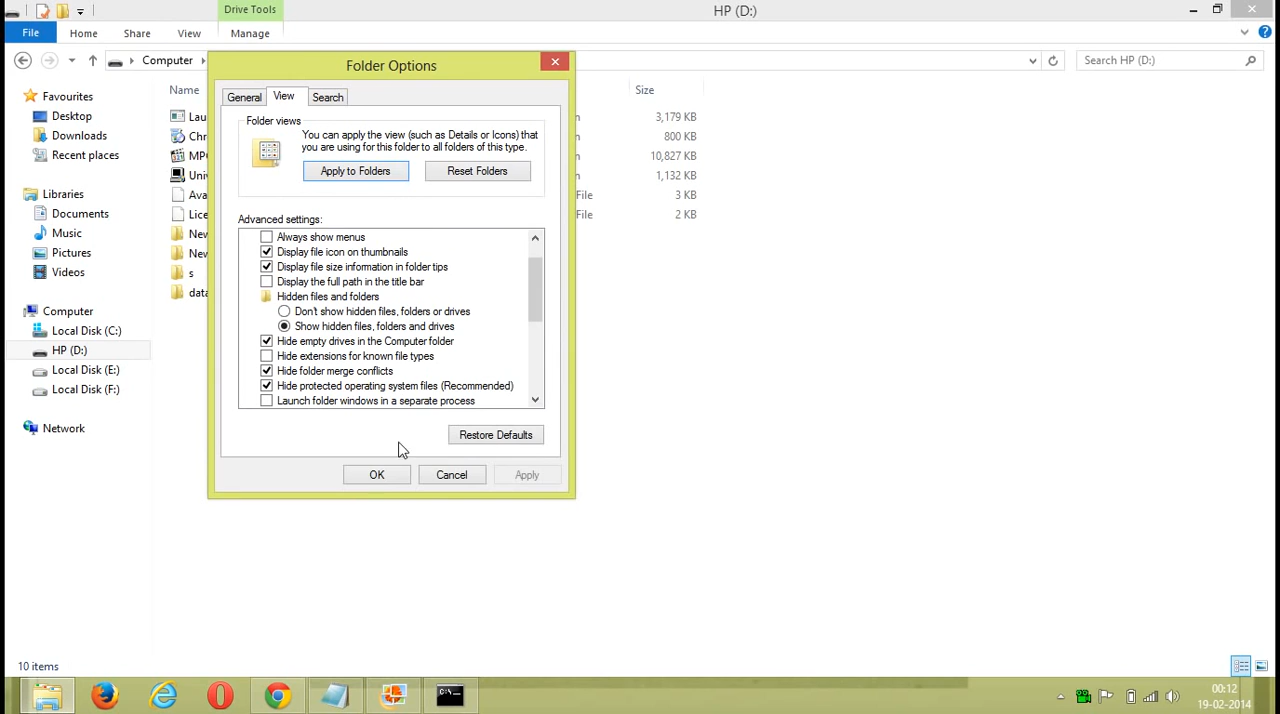 Drive Tools
HP (D:)
File
Home
Share
View
Manage
Computer
Search HP (D:)
Folder Options
General
View
Search
Folder views
You can apply the view (such as Details or Icons) that
you are using for this folder to all folders of this type.
Apply to Folders
Reset Folders
Advanced settings:
Always show menus
Display file icon on thumbnails
Display file size information in folder tips
Display the full path in the title bar
Hidden files and folders
Don't show hidden files, folders or drives
Show hidden files, folders and drives
Hide empty drives in the Computer folder
Hide extensions for known file types
Hide folder merge conflicts
Hide protected operating system files (Recommended)
Launch folder windows in a separate process
Restore Defaults
OK
Cancel
Apply
Favourites
Desktop
Downloads
Recent places
Libraries
Documents
Music
Pictures
Videos
Computer
Local Disk (C:)
HP (D:)
Local Disk (E:)
Local Disk (F:)
Network
Name
Size
3,179 KB
800 KB
10,827 KB
1,132 KB
File
3 KB
File
2 KB
s
10 items
00:12
19-02-2014